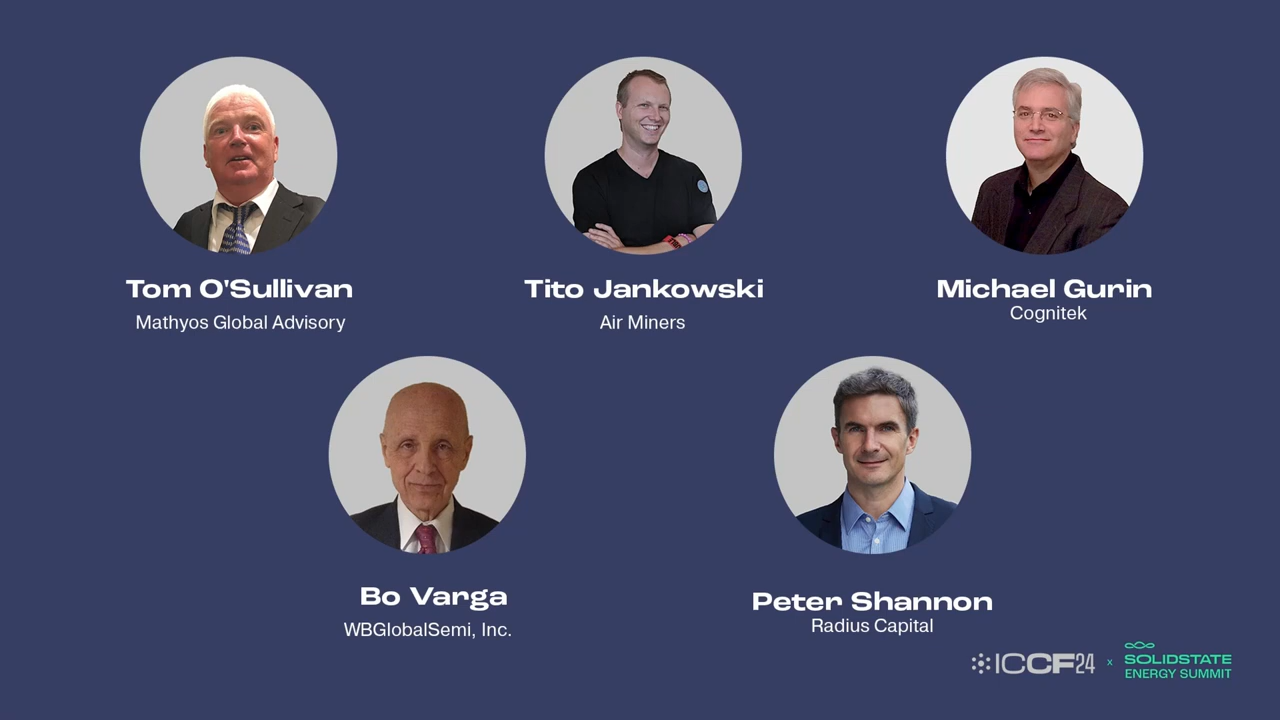 Tom O'Sullivan
Mathyos Global Advisory
Tito Jankowski
Air Miners
Michael Gurin
Cognitek
Bo Varga
WBGlobalSemi, Inc.
Peter Shannon
Radius Capital
ICCF24 x SOLIDSTATE
ENERGY SUMMIT